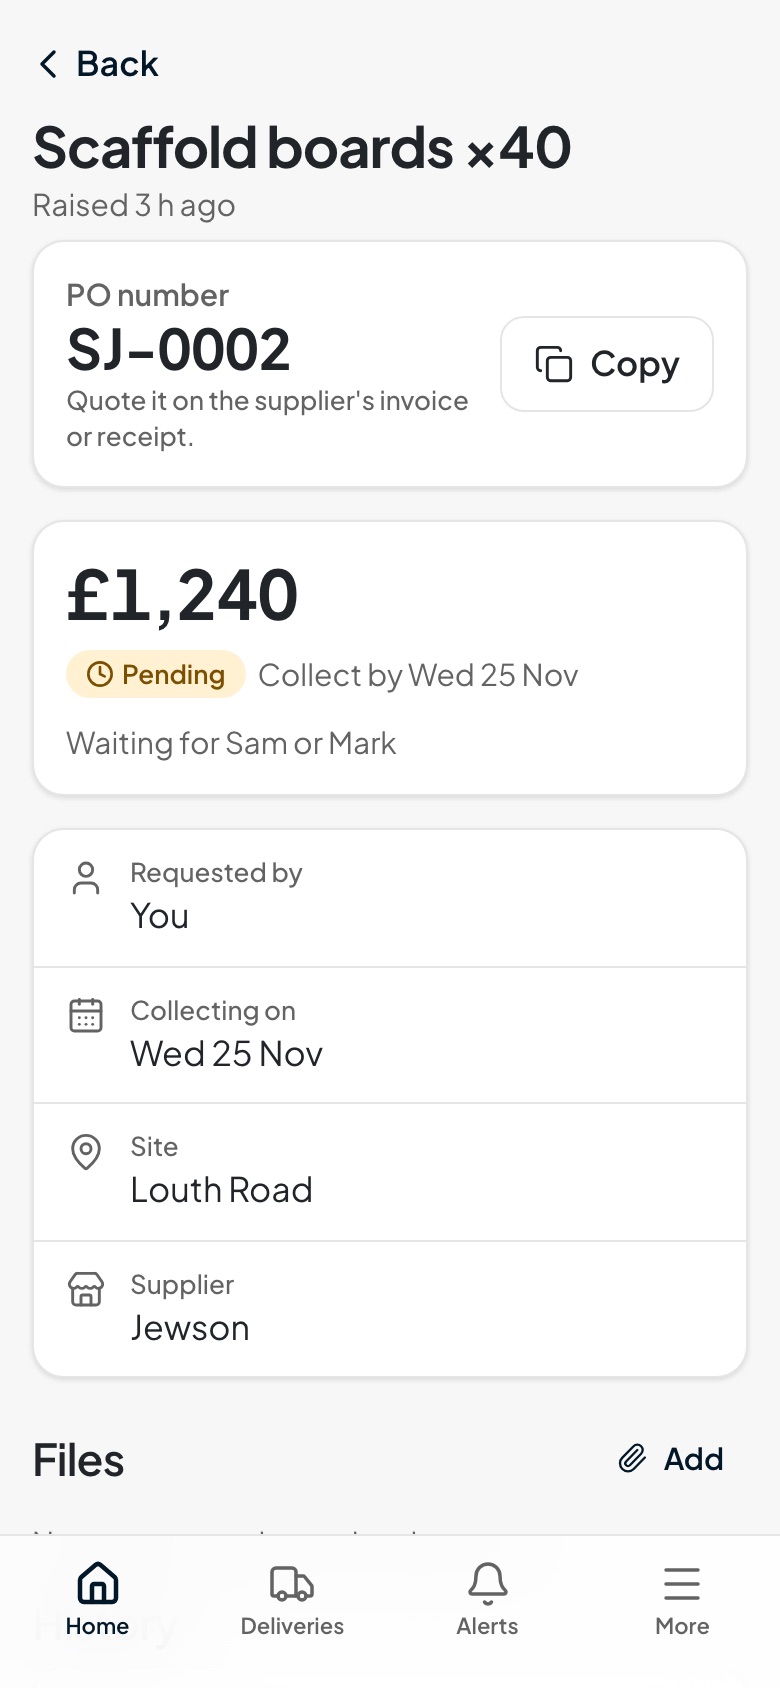 Back
Scaffold boards ×40
Raised 3 h ago
PO number
SJ-0002
Quote it on the supplier's invoice
or receipt.
Copy
£1,240
Pending
Collect by Wed 25 Nov
Waiting for Sam or Mark
Requested by
You
Collecting on
Wed 25 Nov
Site
Louth Road
Supplier
Jewson
Files
Add
History
Home
Deliveries
Alerts
More